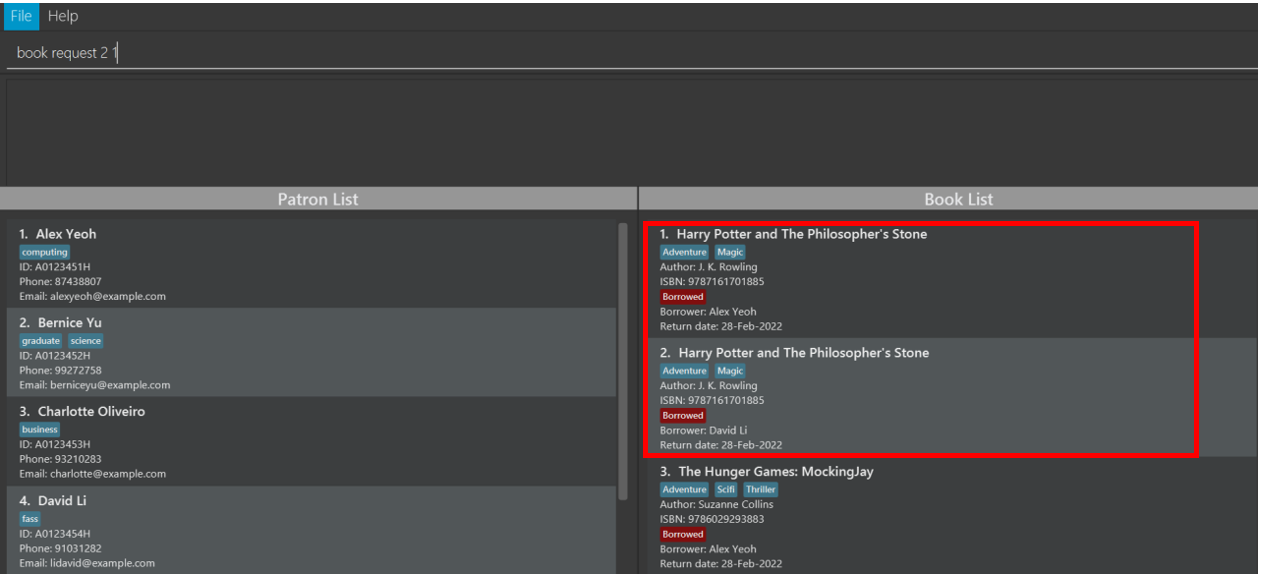 File Help
book request 2 1
Patron List
1. Alex Yeoh
computing
ID: A0123451H
Phone: 87438807
Email: alexyeoh@example.com
2. Bernice Yu
graduate science
ID: A0123452H
Phone: 99272758
Email: berniceyu@example.com
3. Charlotte Oliveiro
business
ID: A0123453H
Phone: 93210283
Email: charlotte@example.com
4. David Li
fass
ID: A0123454H
Phone: 91031282
Email: lidavid@example.com
Book List
1. Harry Potter and The Philosopher's Stone
Adventure Magic
Author: J. K. Rowling
ISBN: 9787161701885
Borrowed
Borrower: Alex Yeoh
Return date: 28-Feb-2022
2. Harry Potter and The Philosopher's Stone
Adventure Magic
Author: J. K. Rowling
ISBN: 9787161701885
Borrowed
Borrower: David Li
Return date: 28-Feb-2022
3. The Hunger Games: MockingJay
Adventure Scifi Thriller
Author: Suzanne Collins
ISBN: 9786029293883
Borrowed
Borrower: Alex Yeoh
Return date: 28-Feb-2022